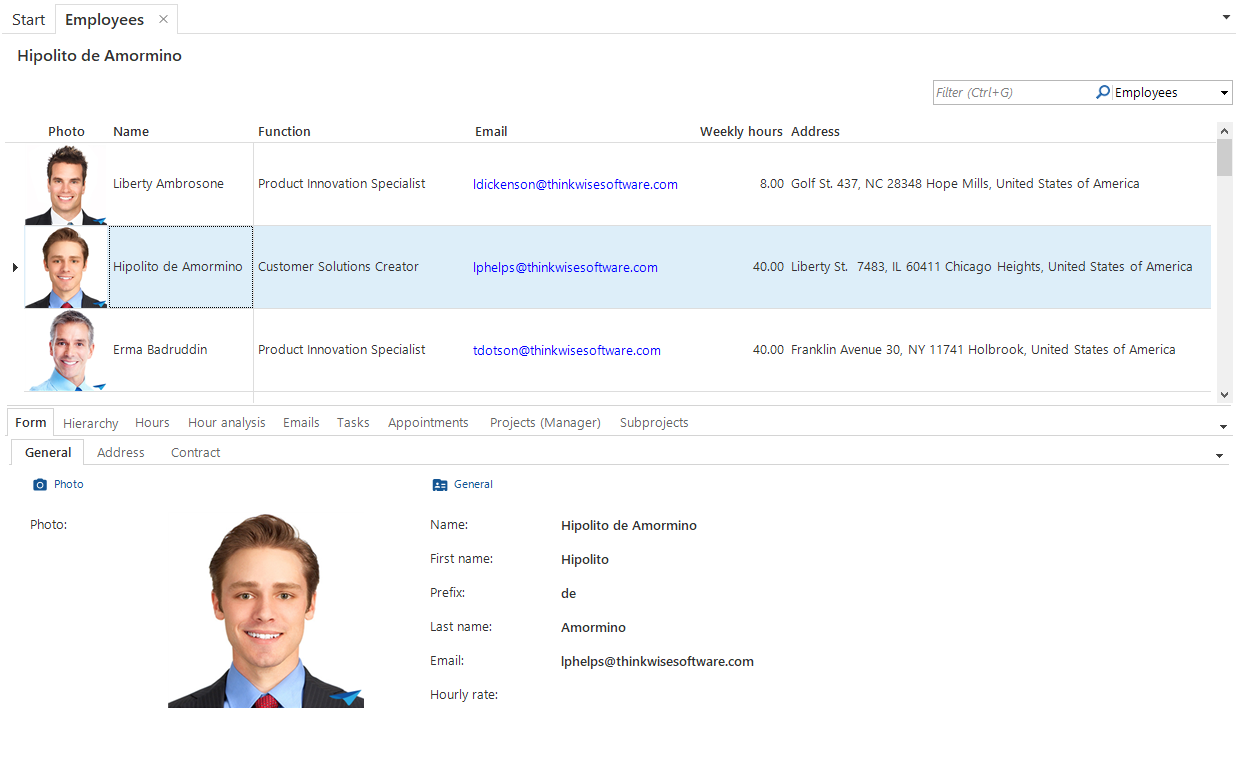 Start Employees
Hipolito de Amormino
Filter (Ctrl+G) Employees
Photo Name Function Email Weekly hours Address
Liberty Ambrosone Product Innovation Specialist ldickenson@thinkwisesoftware.com 8.00 Golf St. 437, NC 28348 Hope Mills, United States of America
Hipolito de Amormino Customer Solutions Creator lphelps@thinkwisesoftware.com 40.00 Liberty St. 7483, IL 60411 Chicago Heights, United States of America
Erma Badruddin Product Innovation Specialist tdotson@thinkwisesoftware.com 40.00 Franklin Avenue 30, NY 11741 Holbrook, United States of America
Form Hierarchy Hours Hour analysis Emails Tasks Appointments Projects (Manager) Subprojects
General Address Contract
Photo General
Photo: Name: Hipolito de Amormino
First name: Hipolito
Prefix: de
Last name: Amormino
Email: lphelps@thinkwisesoftware.com
Hourly rate: